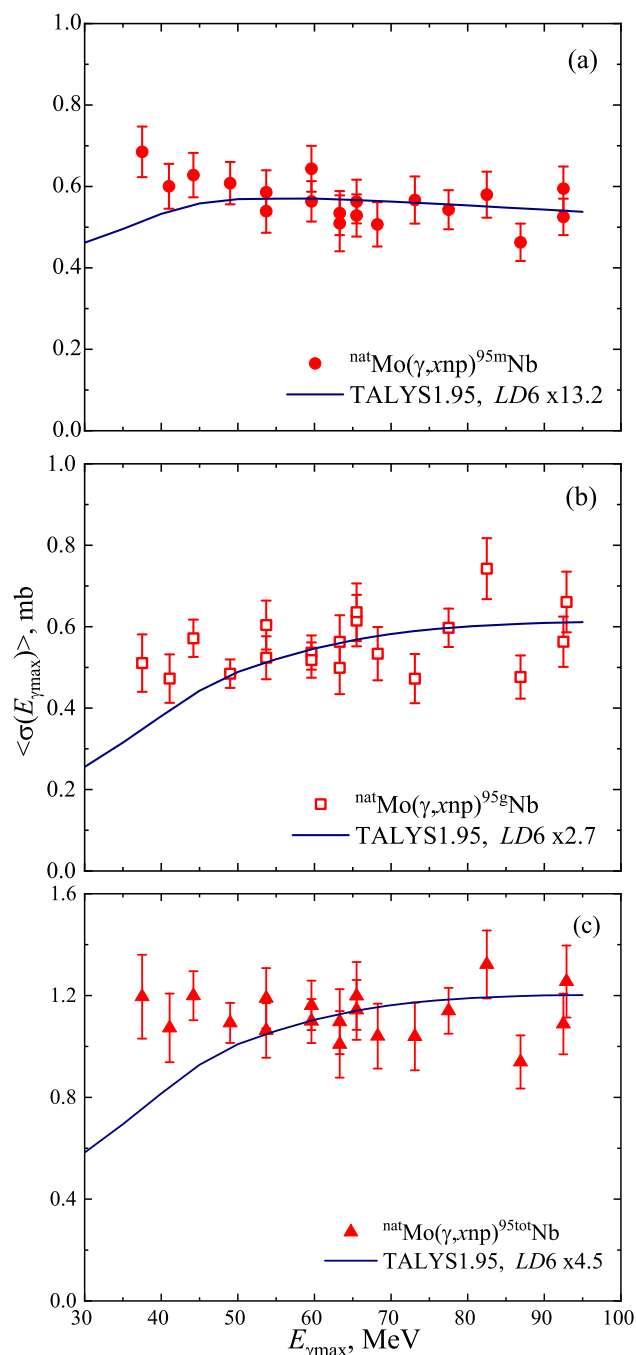 1.0
(a)
0.8
0.6
0.4
0.2
ⁿᵃᵗMo(γ,xnp)⁹⁵ᵐNb
TALYS1.95, LD6 x13.2
0.0
1.0
(b)
0.8
0.6
<σ(E_γmax)>, mb
0.4
0.2
ⁿᵃᵗMo(γ,xnp)⁹⁵ᵍNb
TALYS1.95, LD6 x2.7
0.0
1.6
(c)
1.2
0.8
0.4
ⁿᵃᵗMo(γ,xnp)⁹⁵ᵗᵒᵗNb
TALYS1.95, LD6 x4.5
0.0
30 40 50 60 70 80 90 100
E_γmax, MeV